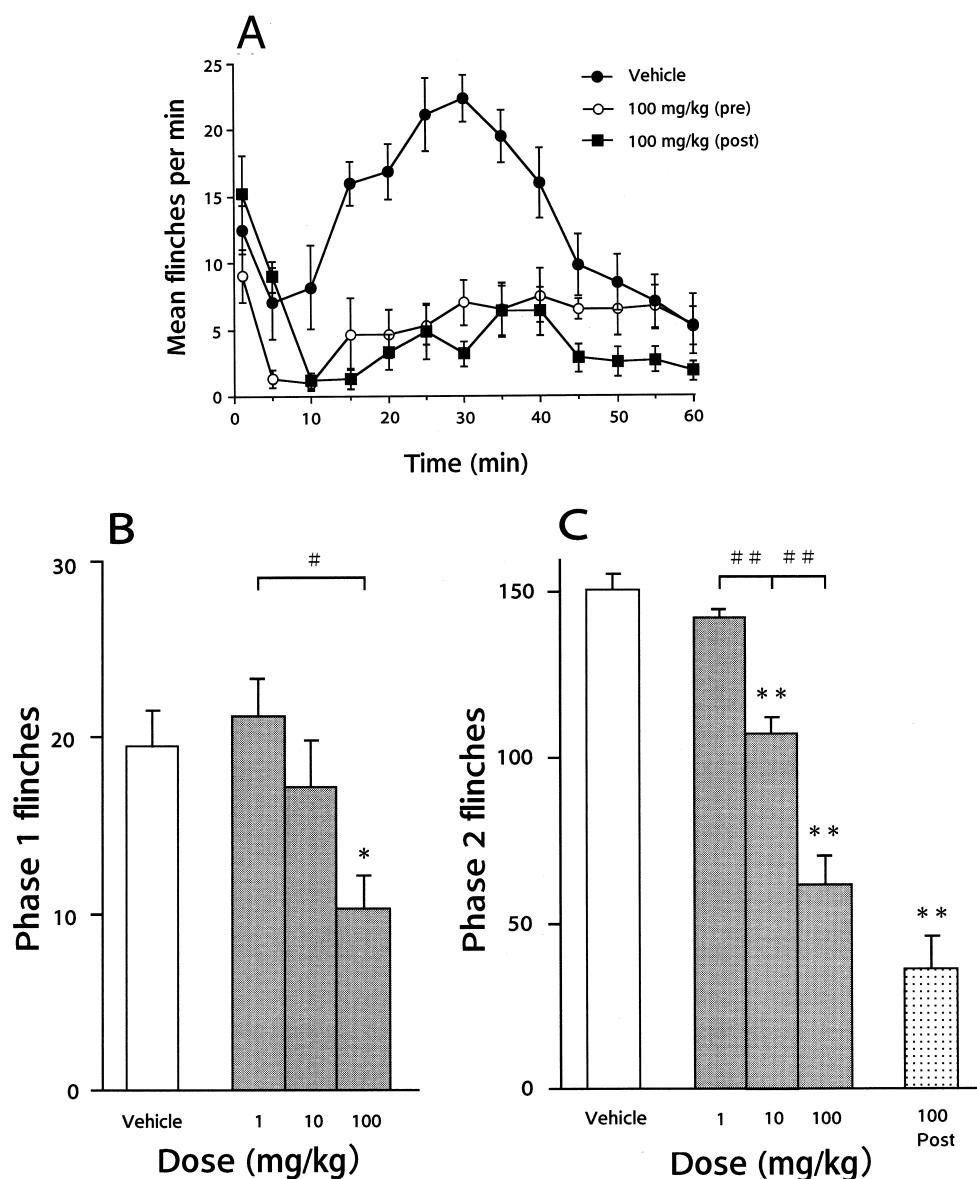 A
25
20
15
10
5
0
Mean flinches per min
Vehicle
100 mg/kg (pre)
100 mg/kg (post)
0 10 20 30 40 50 60
Time (min)
B
30
20
10
0
Phase 1 flinches
#
*
Vehicle 1 10 100
Dose (mg/kg)
C
150
100
50
0
Phase 2 flinches
## ##
**
**
**
Vehicle 1 10 100 100
Post
Dose (mg/kg)